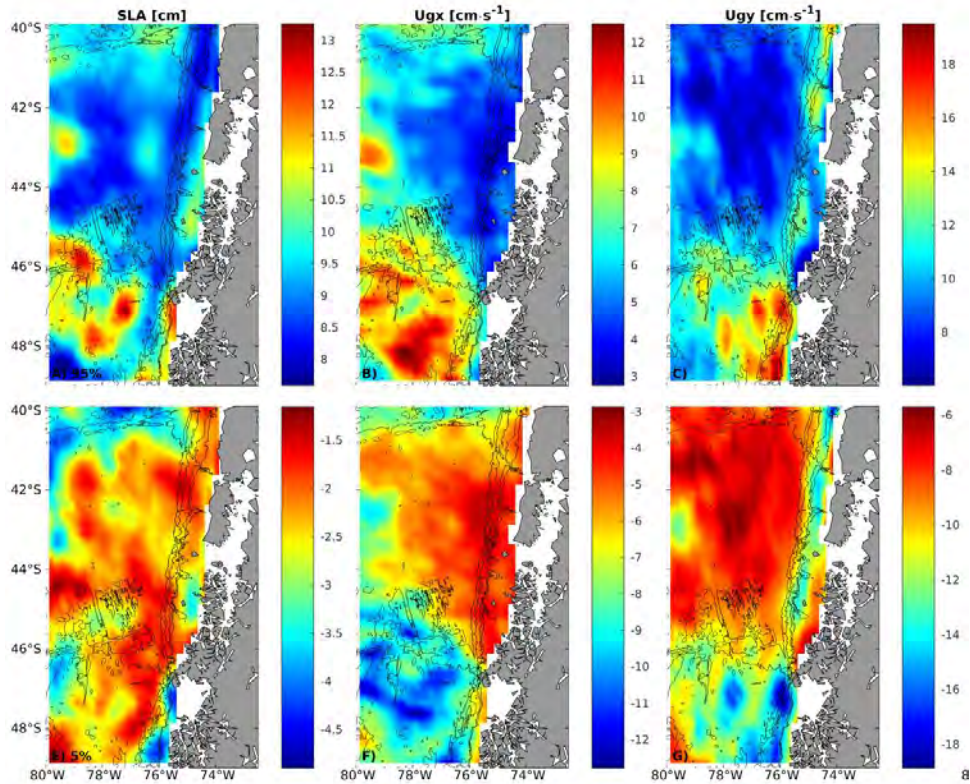 SLA [cm] Ugx [cm·s⁻¹] Ugy [cm·s⁻¹]
40°S
42°S
44°S
46°S
48°S
A) 95%
B)
C)
13
12.5
12
11.5
11
10.5
10
9.5
9
8.5
8
12
11
10
9
8
7
6
5
4
3
18
16
14
12
10
8
40°S
42°S
44°S
46°S
48°S
E) 5%
F)
G)
-1.5
-2
-2.5
-3
-3.5
-4
-4.5
-3
-4
-5
-6
-7
-8
-9
-10
-11
-12
-6
-8
-10
-12
-14
-16
-18
80°W 78°W 76°W 74°W
80°W 78°W 76°W 74°W
80°W 78°W 76°W 74°W